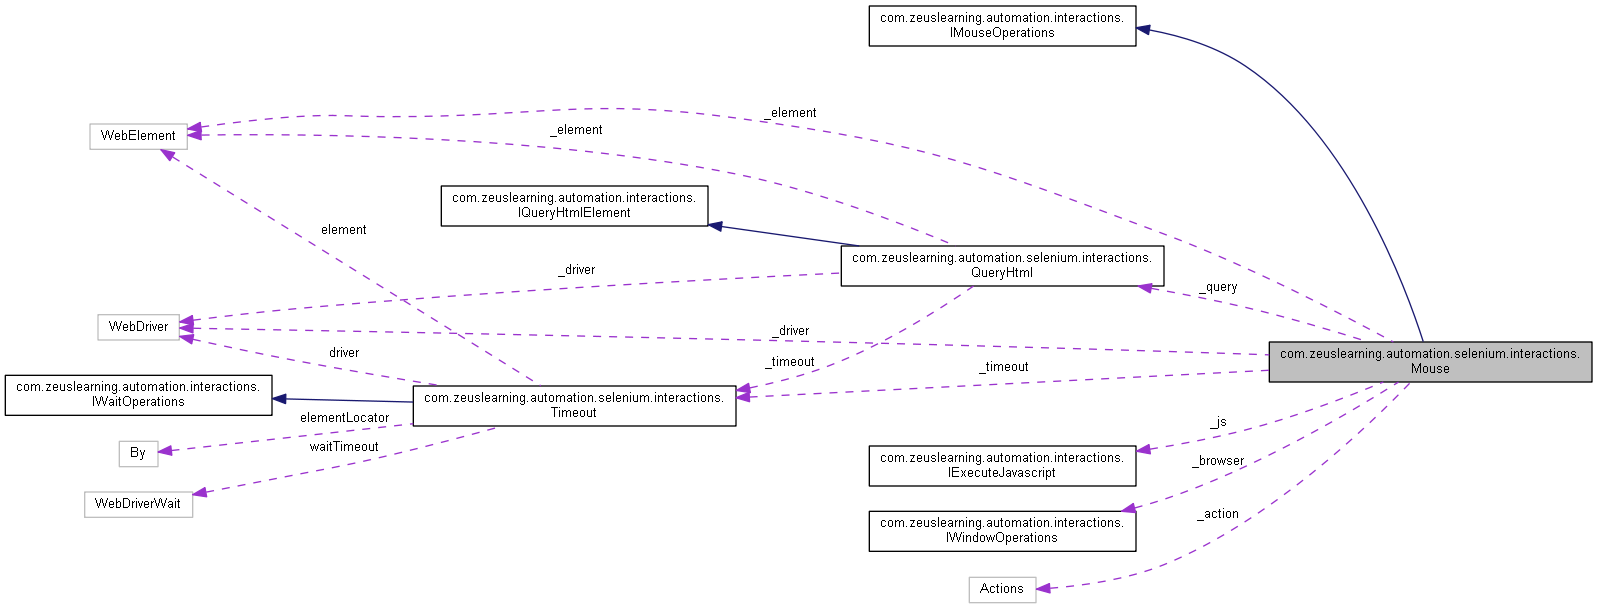 com.zeuslearning.automation.interactions.
IMouseOperations
_element
WebElement
_element
com.zeuslearning.automation.interactions.
IQueryHtmlElement
element
com.zeuslearning.automation.selenium.interactions.
QueryHtml
_driver
_query
WebDriver
_driver
driver
_timeout
_timeout
com.zeuslearning.automation.selenium.interactions.
Mouse
com.zeuslearning.automation.interactions.
IWaitOperations
com.zeuslearning.automation.selenium.interactions.
Timeout
elementLocator
_js
By
waitTimeout
com.zeuslearning.automation.interactions.
IExecuteJavascript
_browser
WebDriverWait
_action
com.zeuslearning.automation.interactions.
IWindowOperations
Actions